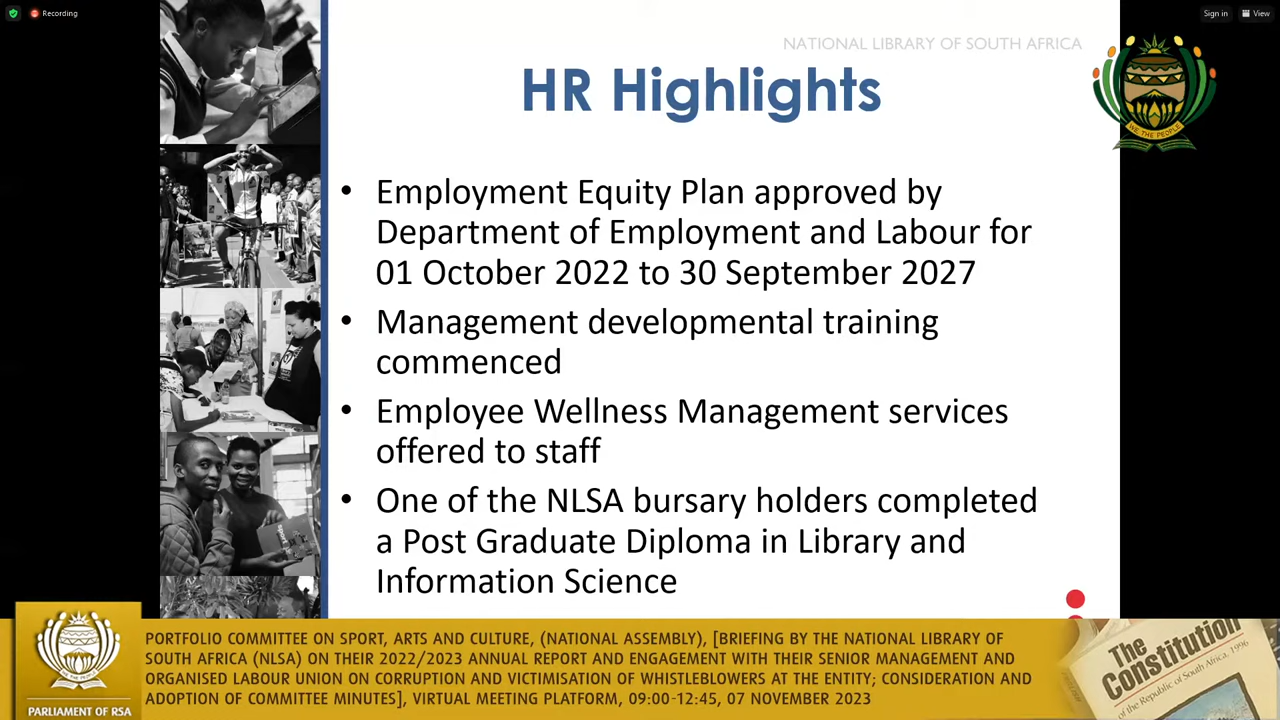 Recording
Sign in
View
NATIONAL LIBRARY OF SOUTH AFRICA
HR Highlights
WE THE PEOPLE
• Employment Equity Plan approved by
Department of Employment and Labour for
01 October 2022 to 30 September 2027
• Management developmental training
commenced
• Employee Wellness Management services
offered to staff
• One of the NLSA bursary holders completed
a Post Graduate Diploma in Library and
Information Science
PORTFOLIO COMMITTEE ON SPORT, ARTS AND CULTURE, (NATIONAL ASSEMBLY), [BRIEFING BY THE NATIONAL LIBRARY OF
SOUTH AFRICA (NLSA) ON THEIR 2022/2023 ANNUAL REPORT AND ENGAGEMENT WITH THEIR SENIOR MANAGEMENT AND
ORGANISED LABOUR UNION ON CORRUPTION AND VICTIMISATION OF WHISTLEBLOWERS AT THE ENTITY; CONSIDERATION AND
ADOPTION OF COMMITTEE MINUTES], VIRTUAL MEETING PLATFORM, 09:00-12:45, 07 NOVEMBER 2023
PARLIAMENT OF RSA
The
Constitution
of the Republic of South Africa, 1996